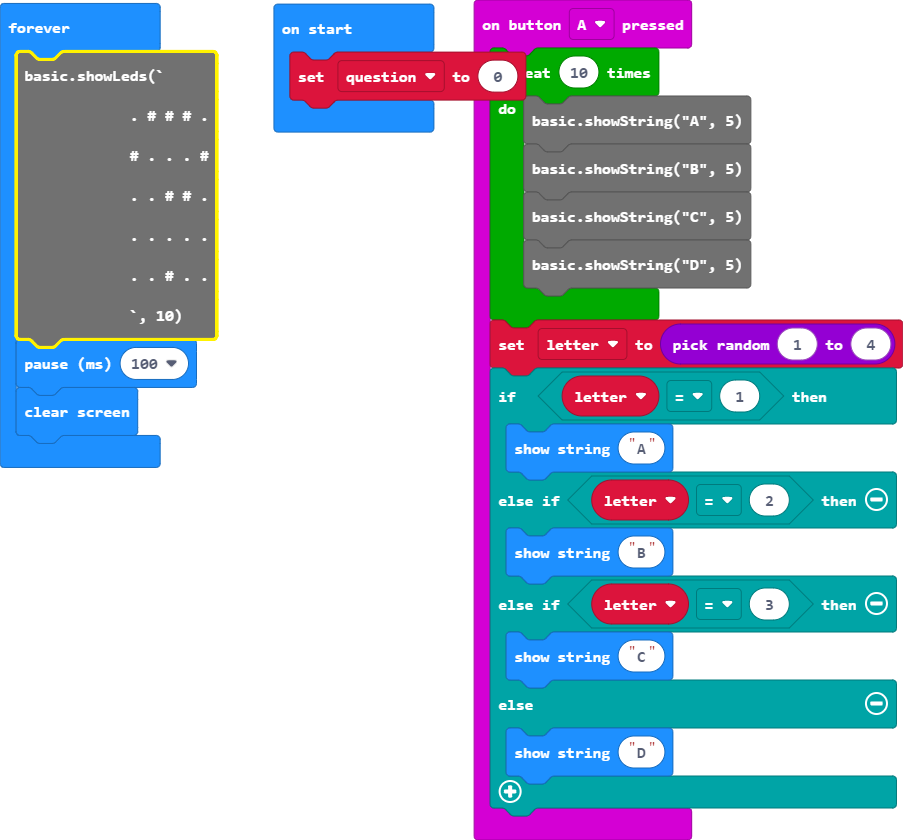 forever
basic.showLeds(`
. # # # .
# . . . #
. . # # .
. . . . .
. . # . .
`, 10)
pause (ms) 100
clear screen
on start
set question to 0
on button A pressed
eat 10 times
do
basic.showString("A", 5)
basic.showString("B", 5)
basic.showString("C", 5)
basic.showString("D", 5)
set letter to pick random 1 to 4
if letter = 1 then
show string "A"
else if letter = 2 then
show string "B"
else if letter = 3 then
show string "C"
else
show string "D"